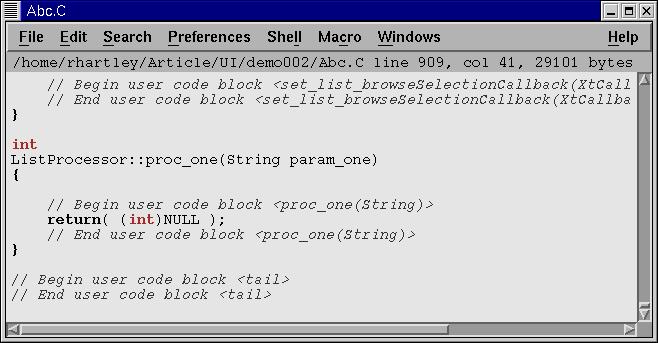 Abc.C
File Edit Search Preferences Shell Macro Windows Help
/home/rhartley/Article/UI/demo002/Abc.C line 909, col 41, 29101 bytes
// Begin user code block <set_list_browseSelectionCallback(XtCall
// End user code block <set_list_browseSelectionCallback(XtCallba
}
int
ListProcessor::proc_one(String param_one)
{
// Begin user code block <proc_one(String)>
return( (int)NULL );
// End user code block <proc_one(String)>
}
// Begin user code block <tail>
// End user code block <tail>